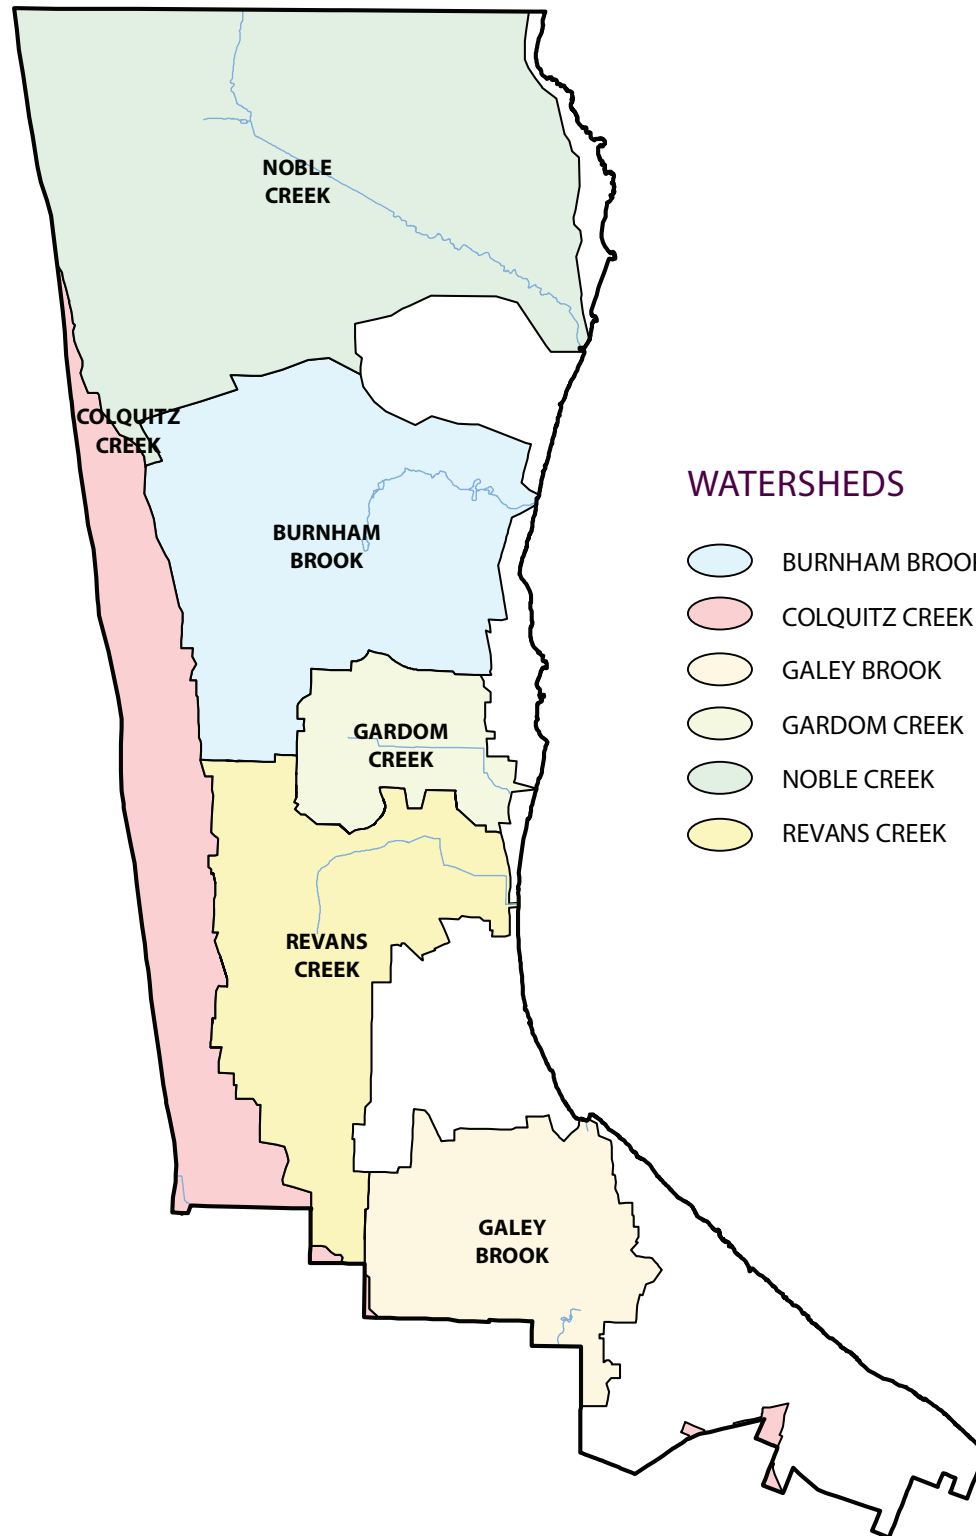 NOBLE
CREEK
COLQUITZ
CREEK
BURNHAM
BROOK
GARDOM
CREEK
REVANS
CREEK
GALEY
BROOK
WATERSHEDS
BURNHAM BROOK
COLQUITZ CREEK
GALEY BROOK
GARDOM CREEK
NOBLE CREEK
REVANS CREEK